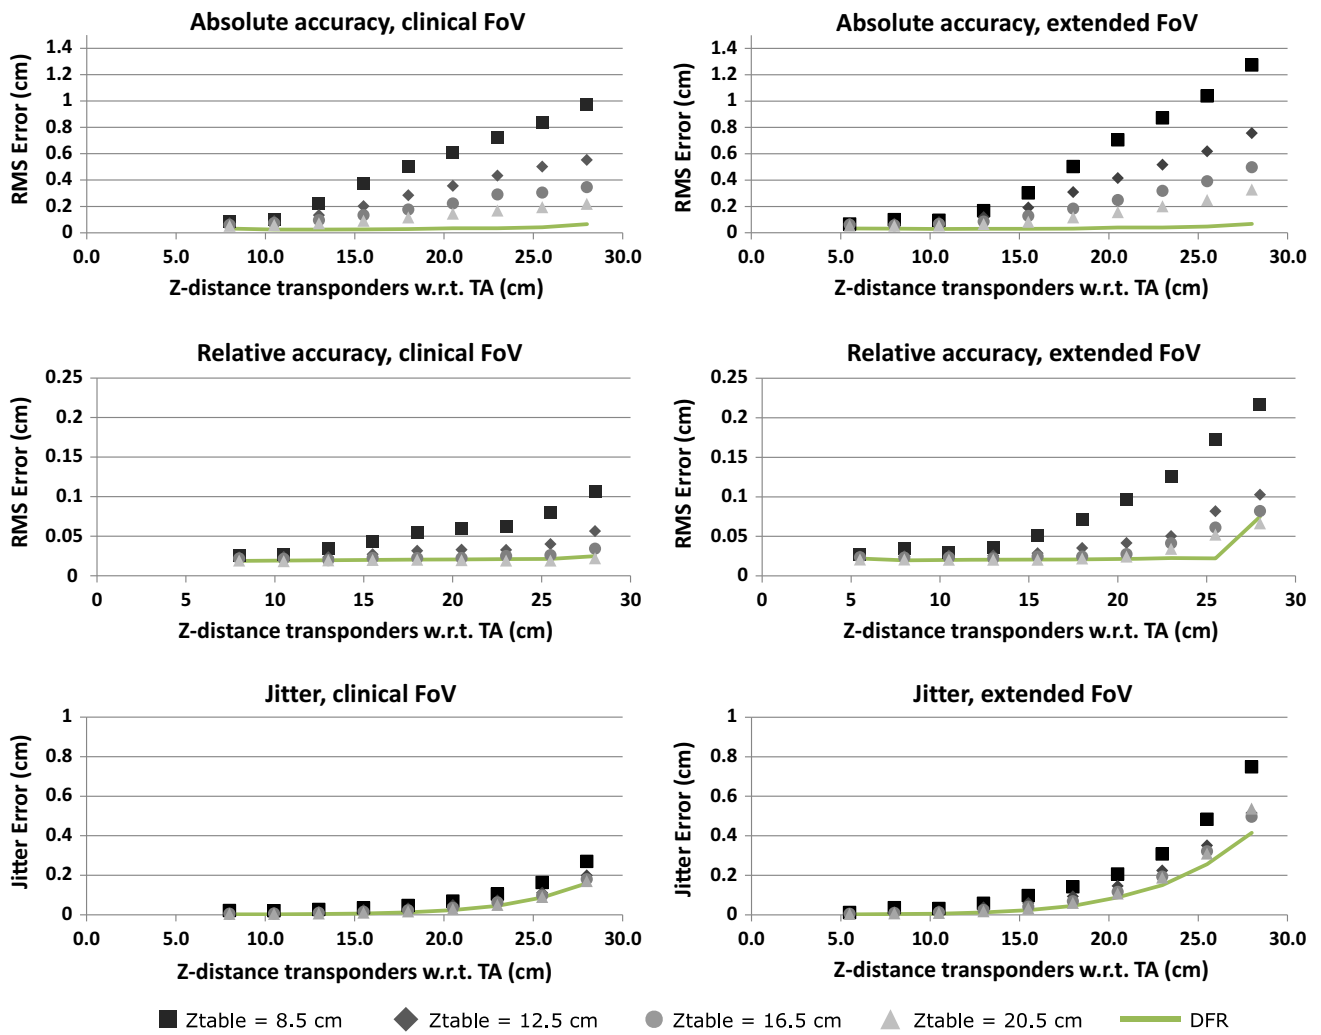 Absolute accuracy, clinical FoV
RMS Error (cm)
1.4
1.2
1
0.8
0.6
0.4
0.2
0
0.0 5.0 10.0 15.0 20.0 25.0 30.0
Z-distance transponders w.r.t. TA (cm)
Absolute accuracy, extended FoV
RMS Error (cm)
1.4
1.2
1
0.8
0.6
0.4
0.2
0
0.0 5.0 10.0 15.0 20.0 25.0 30.0
Z-distance transponders w.r.t. TA (cm)
Relative accuracy, clinical FoV
RMS Error (cm)
0.25
0.2
0.15
0.1
0.05
0
0 5 10 15 20 25 30
Z-distance transponders w.r.t. TA (cm)
Relative accuracy, extended FoV
RMS Error (cm)
0.25
0.2
0.15
0.1
0.05
0
0 5 10 15 20 25 30
Z-distance transponders w.r.t. TA (cm)
Jitter, clinical FoV
Jitter Error (cm)
1
0.8
0.6
0.4
0.2
0
0.0 5.0 10.0 15.0 20.0 25.0 30.0
Z-distance transponders w.r.t. TA (cm)
Jitter, extended FoV
Jitter Error (cm)
1
0.8
0.6
0.4
0.2
0
0.0 5.0 10.0 15.0 20.0 25.0 30.0
Z-distance transponders w.r.t. TA (cm)
Ztable = 8.5 cm Ztable = 12.5 cm Ztable = 16.5 cm Ztable = 20.5 cm DFR